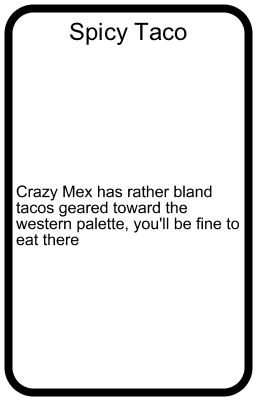 Spicy Taco
Crazy Mex has rather bland
tacos geared toward the
western palette, you'll be fine to
eat there